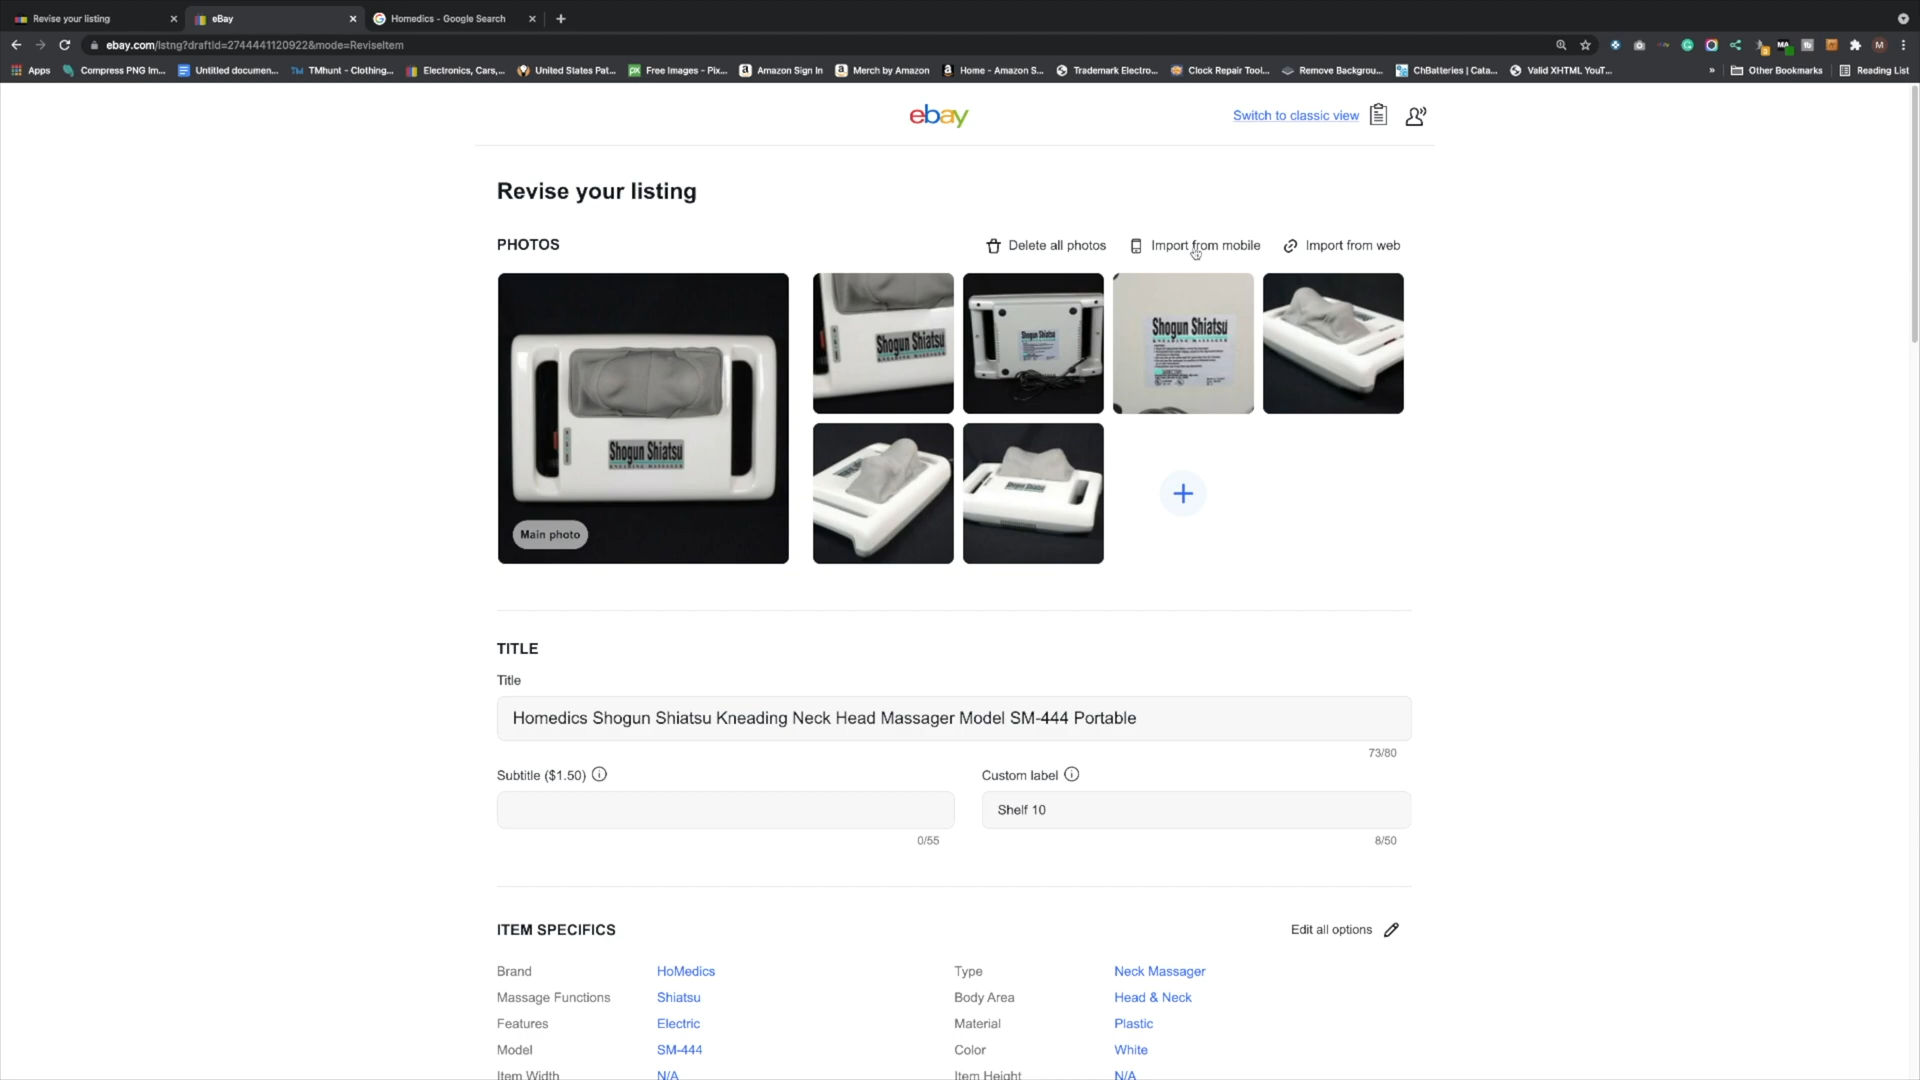 Revise your listing
eBay
Homedics - Google Search
ebay.com/lstng?draftId=2744441120922&mode=ReviseItem
M
Apps
Compress PNG Im...
Untitled documen...
TMhunt - Clothing...
Electronics, Cars,...
United States Pat...
Free Images - Pix...
Amazon Sign In
Merch by Amazon
Home - Amazon S...
Trademark Electro...
Clock Repair Tool...
Remove Backgrou...
ChBatteries | Cata...
Valid XHTML YouT...
»
Other Bookmarks
Reading List
ebay
Switch to classic view
Revise your listing
PHOTOS
Delete all photos
Import from mobile
Import from web
Shogun Shiatsu
KNEADING MASSAGER
Main photo
Shogun Shiatsu
KNEADING MASSAGER
Shogun Shiatsu
Shogun Shiatsu
TITLE
Title
Homedics Shogun Shiatsu Kneading Neck Head Massager Model SM-444 Portable
73/80
Subtitle ($1.50)
Custom label
Shelf 10
0/55
8/50
ITEM SPECIFICS
Edit all options
Brand HoMedics Type Neck Massager
Massage Functions Shiatsu Body Area Head & Neck
Features Electric Material Plastic
Model SM-444 Color White
Item Width N/A Item Height N/A